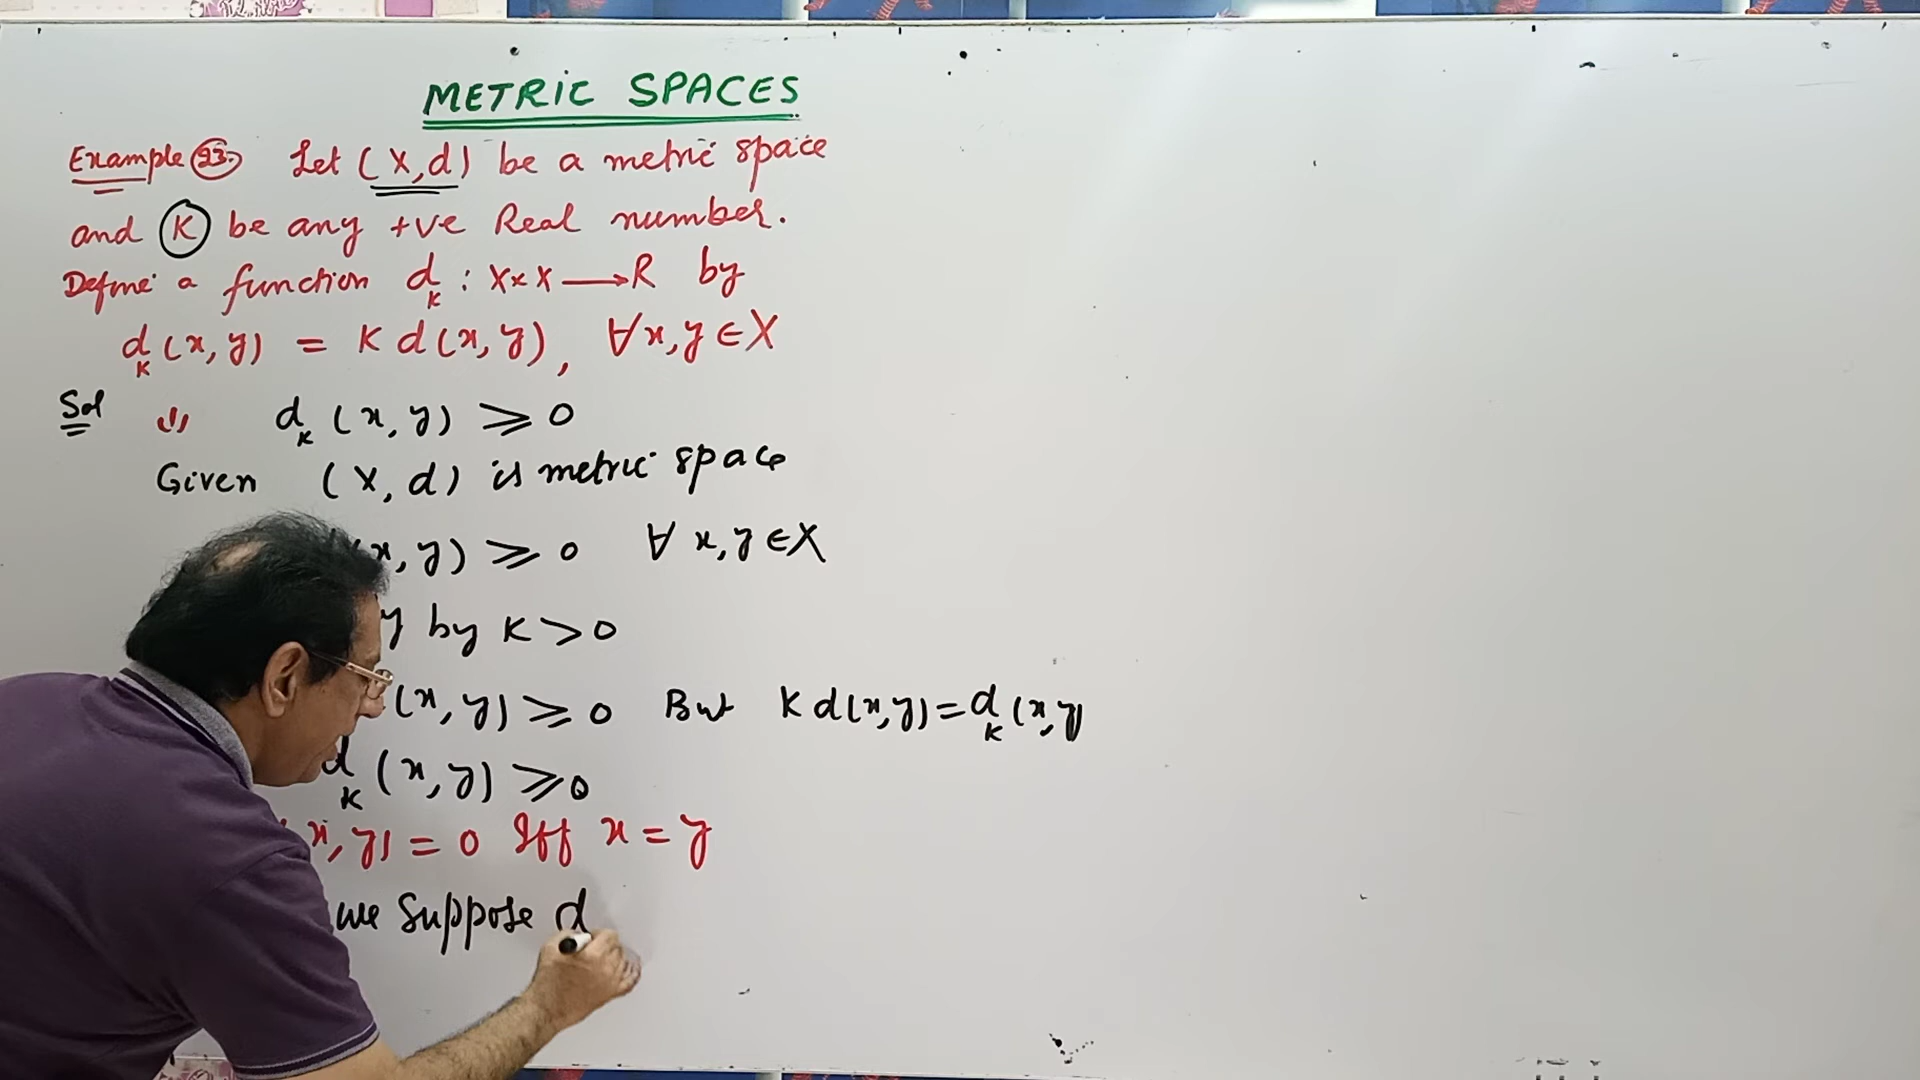 METRIC SPACES
Example 23. Let (X,d) be a metric space
and K be any +ve Real number.
Define a function d_K : X×X → R by
d_K(x,y) = K d(x,y), ∀x,y∈X
Sol (i) d_K(x,y) ≥ 0
Given (X,d) is metric space
x,y) ≥ 0 ∀ x,y∈X
y by K > 0
(x,y) ≥ 0 But K d(x,y) = d_K(x,y
d_K(x,y) ≥ 0
x,y) = 0 Iff x = y
we Suppose d